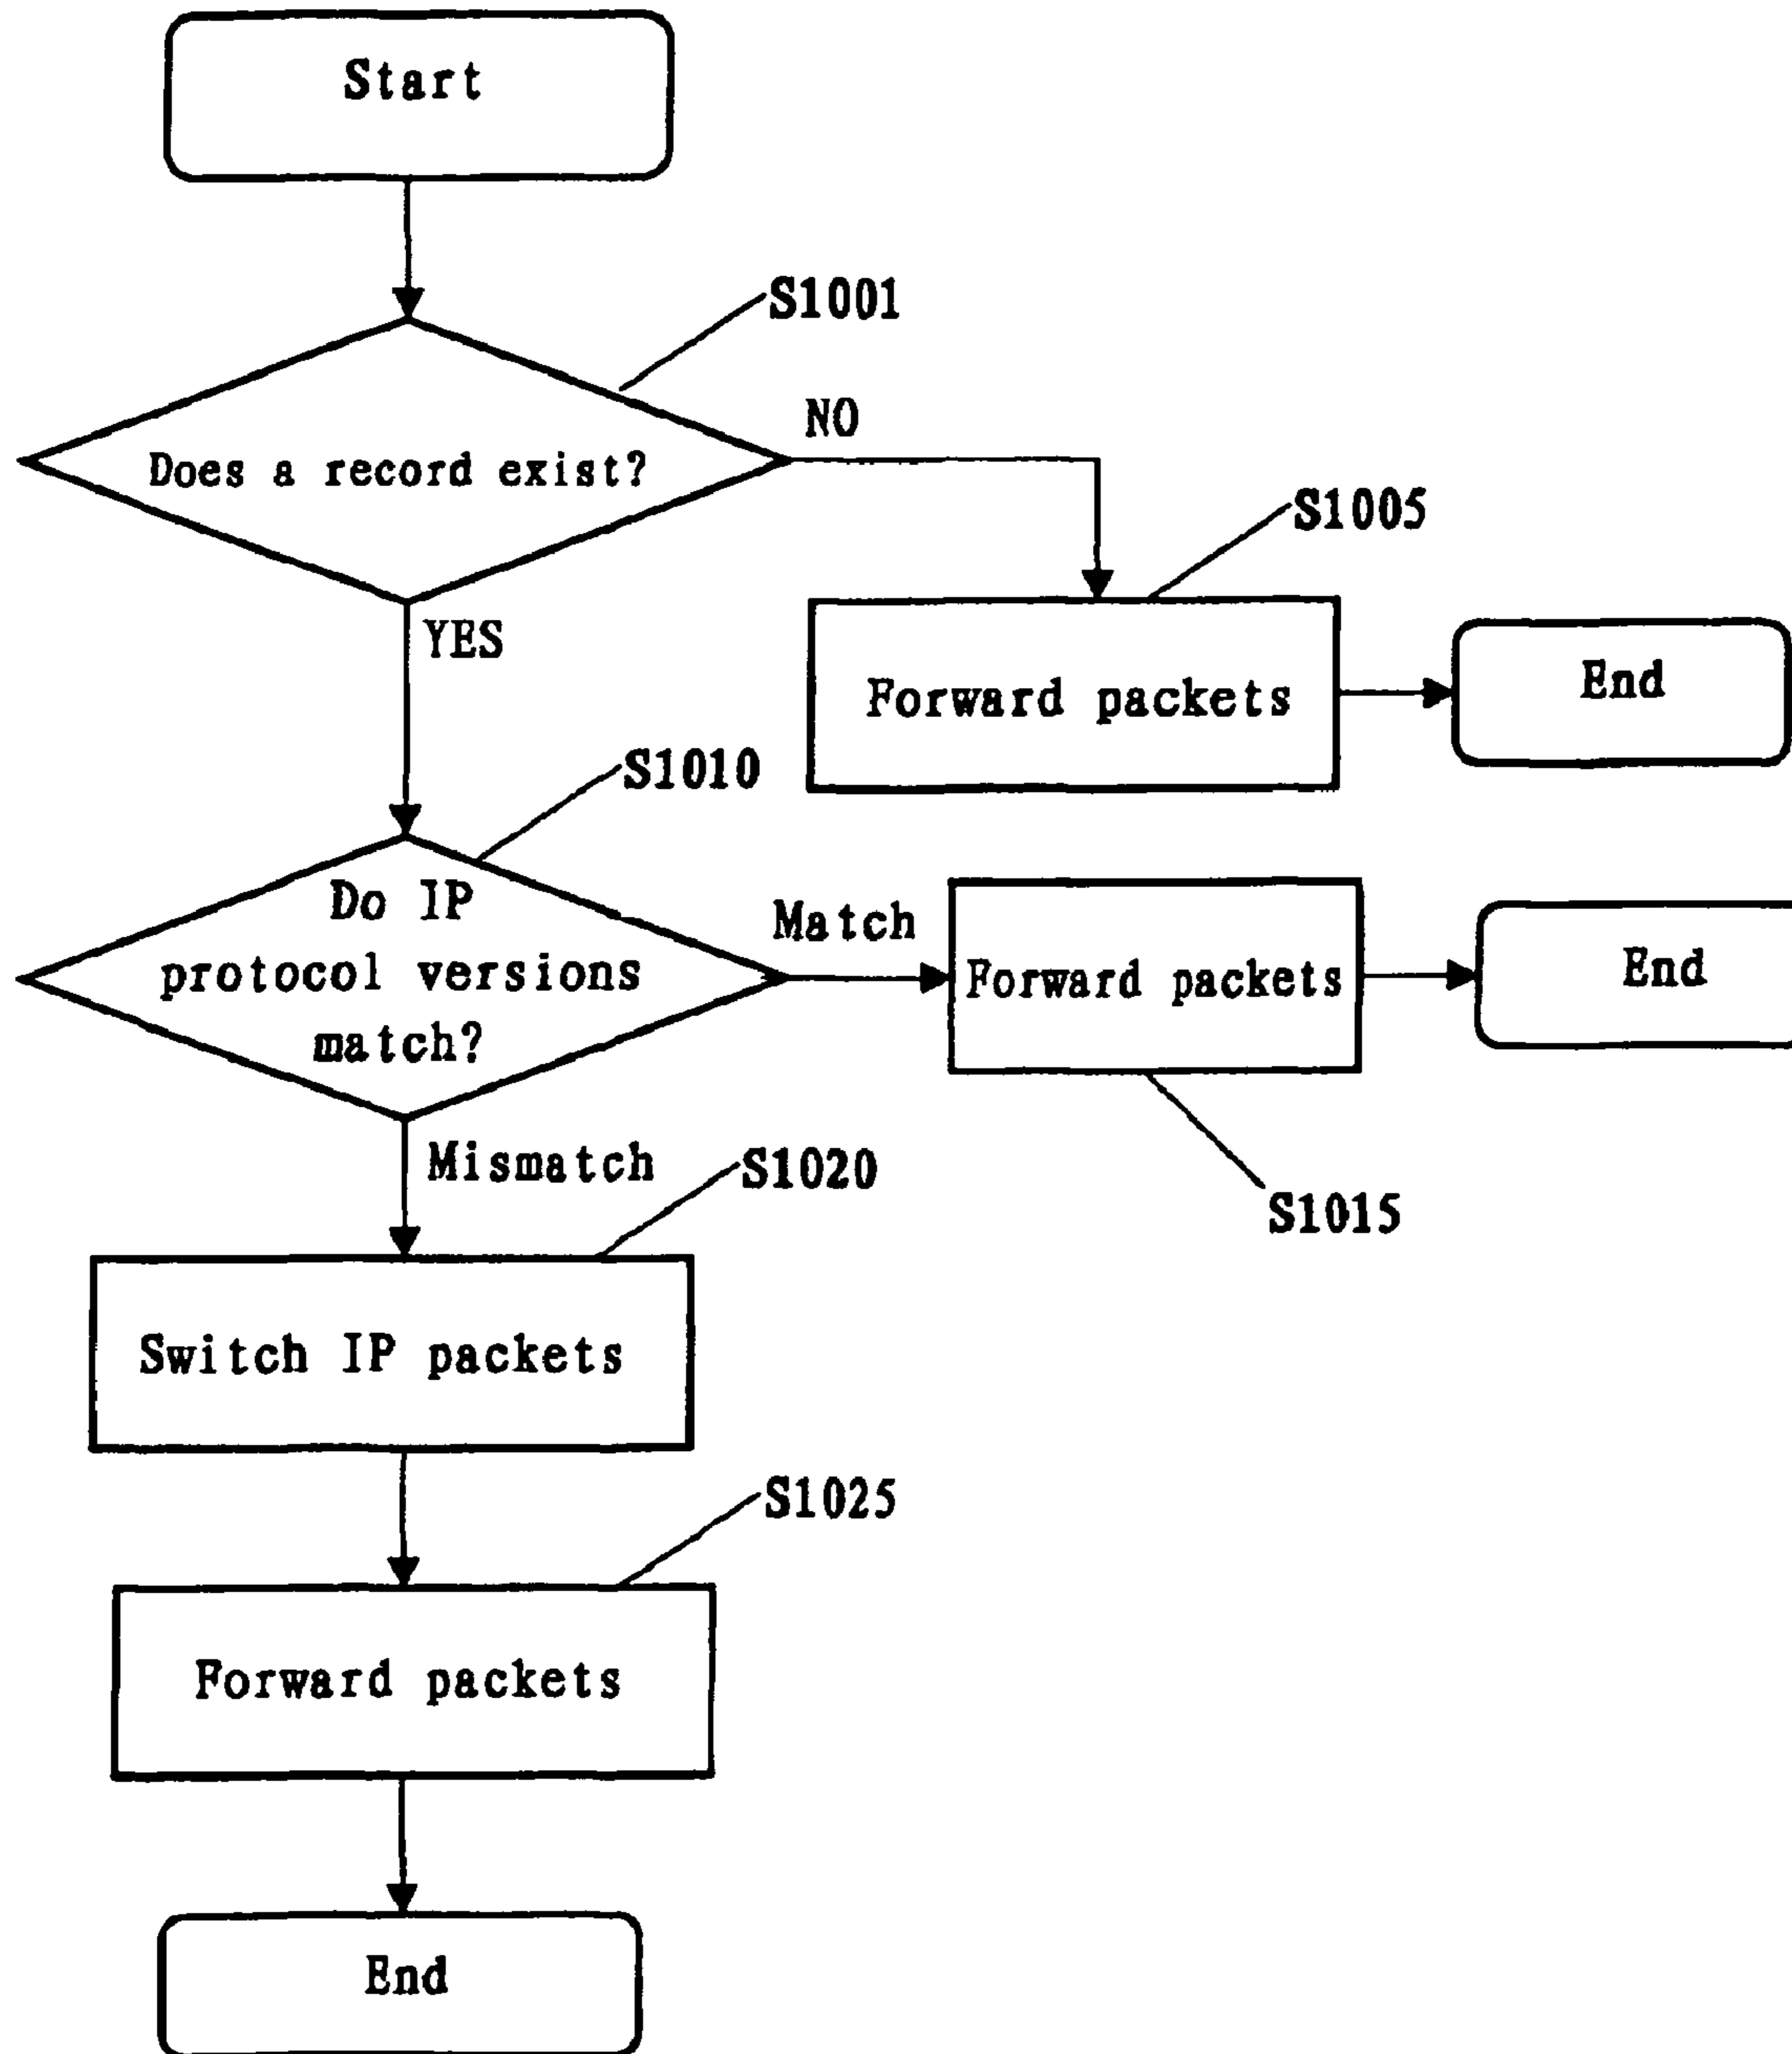 Start
S1001
NO
Does a record exist?
S1005
YES
Forward packets
End
S1010
Do IP
protocol versions
match?
Match
Forward packets
End
Mismatch
S1020
S1015
Switch IP packets
S1025
Forward packets
End